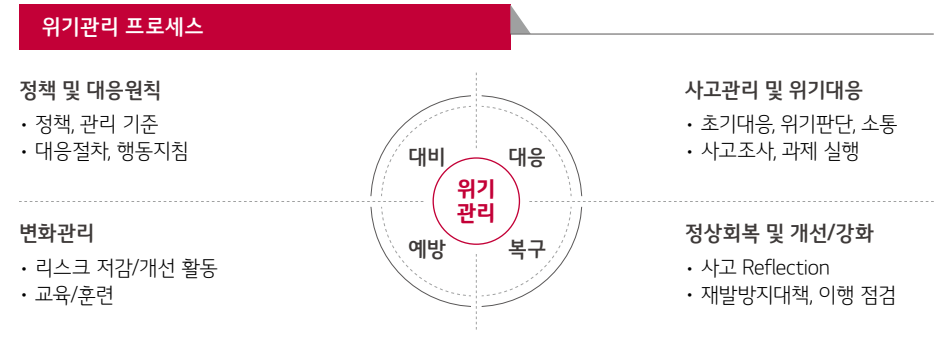 위기관리 프로세스
정책 및 대응원칙
• 정책, 관리 기준
• 대응절차, 행동지침
사고관리 및 위기대응
• 초기대응, 위기판단, 소통
• 사고조사, 과제 실행
대비
대응
위기
관리
예방
복구
변화관리
• 리스크 저감/개선 활동
• 교육/훈련
정상회복 및 개선/강화
• 사고 Reflection
• 재발방지대책, 이행 점검